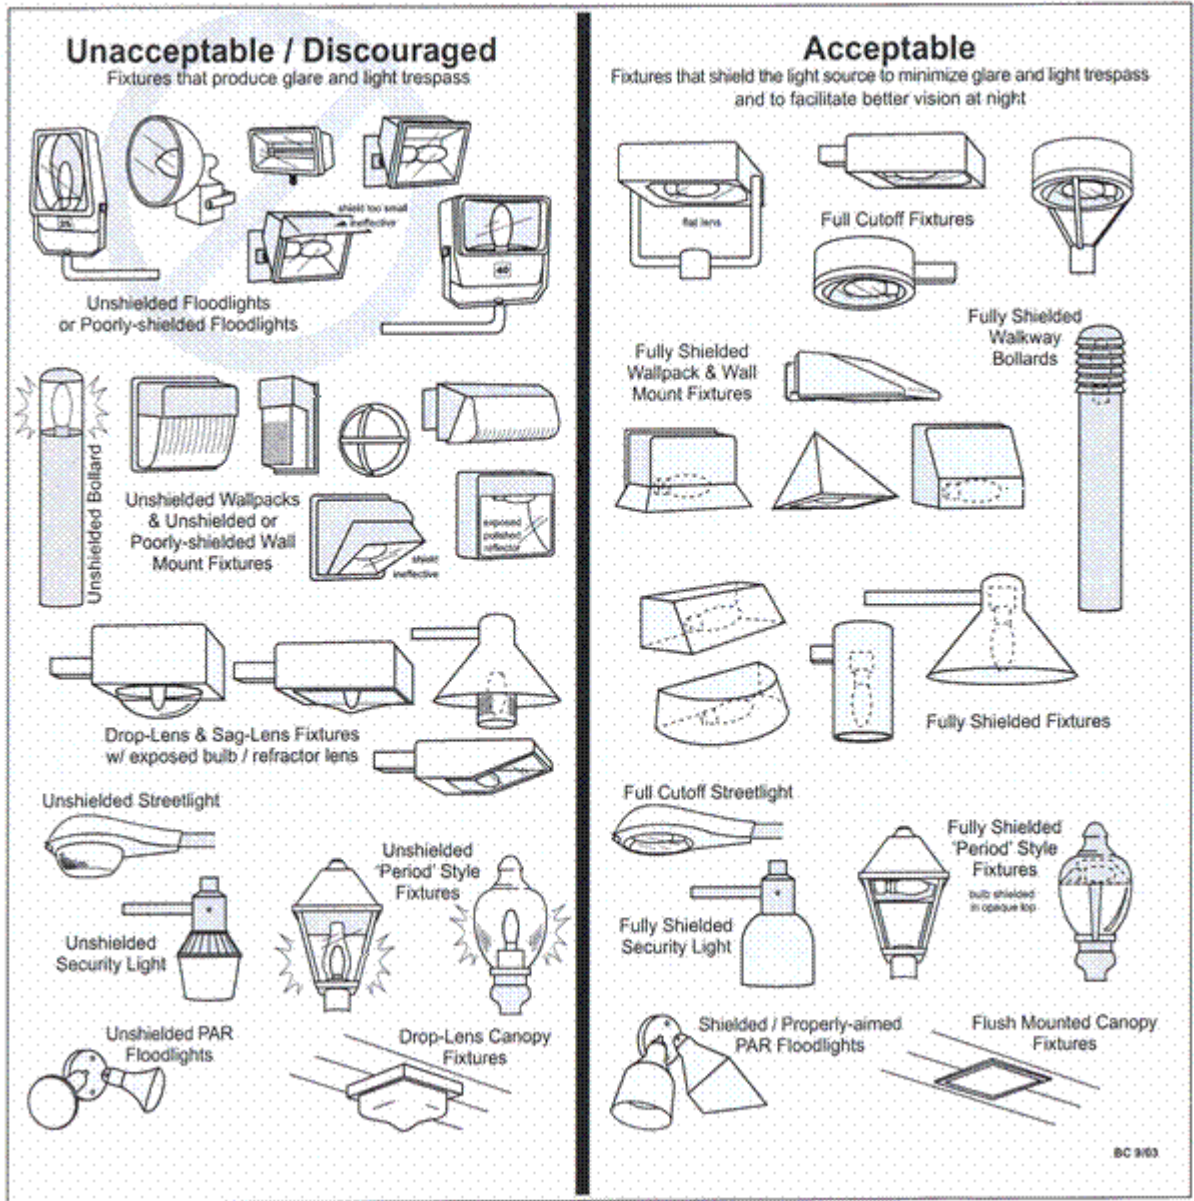 Unacceptable / Discouraged
Fixtures that produce glare and light trespass
shield too small
ineffective
40
Unshielded Floodlights
or Poorly-shielded Floodlights
Unshielded Bollard
Unshielded Wallpacks
& Unshielded or
Poorly-shielded Wall
Mount Fixtures
exposed
polished
reflector
shield
ineffective
Drop-Lens & Sag-Lens Fixtures
w/ exposed bulb / refractor lens
Unshielded Streetlight
Unshielded
'Period' Style
Fixtures
Unshielded
Security Light
Unshielded PAR
Floodlights
Drop-Lens Canopy
Fixtures
Acceptable
Fixtures that shield the light source to minimize glare and light trespass
and to facilitate better vision at night
flat lens
Full Cutoff Fixtures
Fully Shielded
Walkway
Bollards
Fully Shielded
Wallpack & Wall
Mount Fixtures
Fully Shielded Fixtures
Full Cutoff Streetlight
Fully Shielded
'Period' Style
Fixtures
bulb shielded
in opaque top
Fully Shielded
Security Light
Shielded / Properly-aimed
PAR Floodlights
Flush Mounted Canopy
Fixtures
BC 9/03